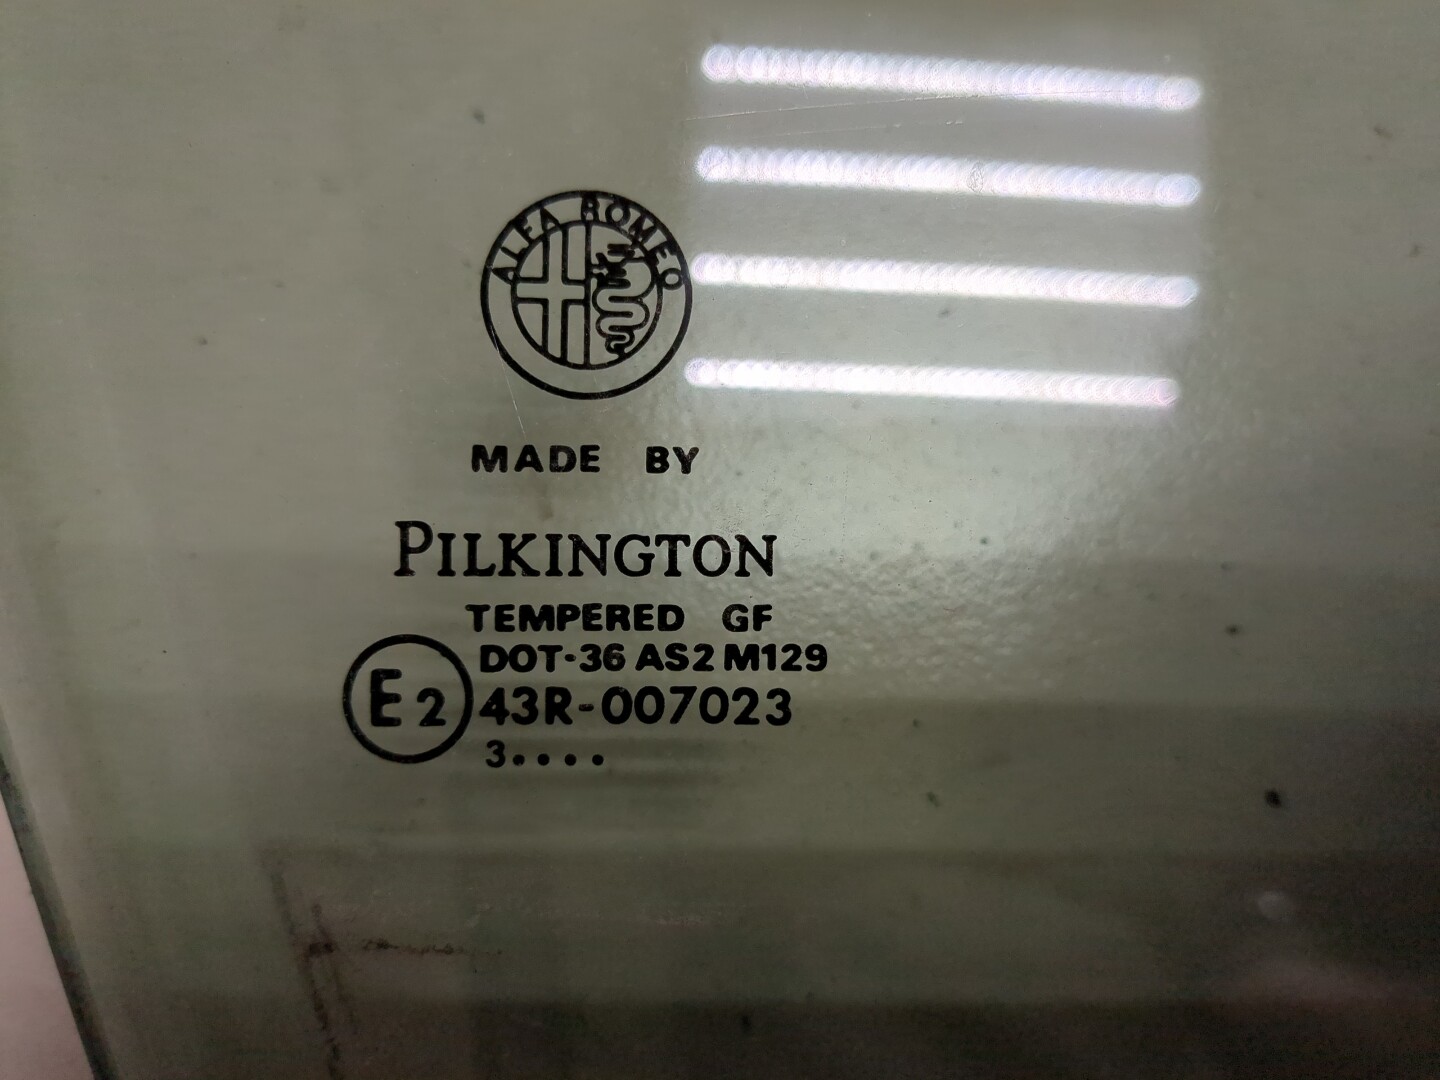 ALFA ROMEO
MADE BY
PILKINGTON
TEMPERED GF
DOT-36 AS2 M129
E2 43R-007023
3....